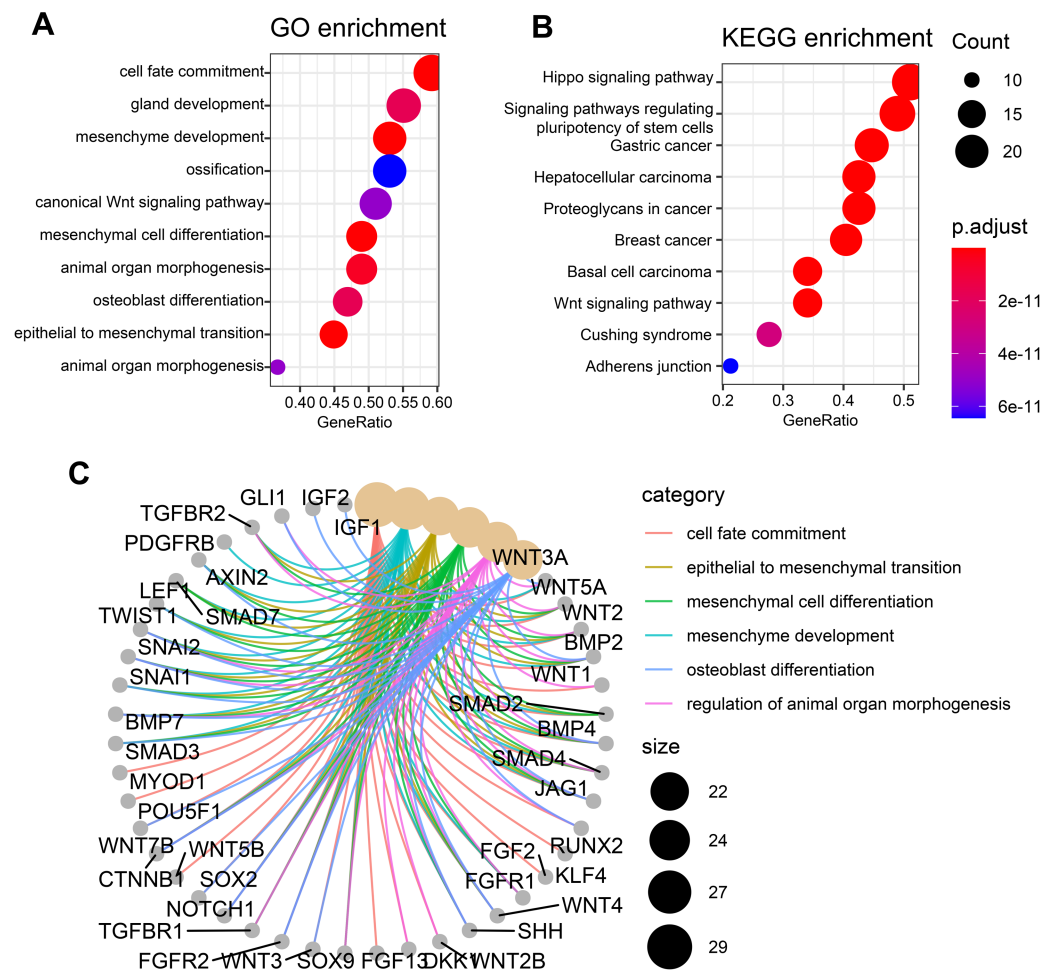 A
GO enrichment
cell fate commitment
gland development
mesenchyme development
ossification
canonical Wnt signaling pathway
mesenchymal cell differentiation
animal organ morphogenesis
osteoblast differentiation
epithelial to mesenchymal transition
animal organ morphogenesis
0.40 0.45 0.50 0.55 0.60
GeneRatio
B
KEGG enrichment
Hippo signaling pathway
Signaling pathways regulating
pluripotency of stem cells
Gastric cancer
Hepatocellular carcinoma
Proteoglycans in cancer
Breast cancer
Basal cell carcinoma
Wnt signaling pathway
Cushing syndrome
Adherens junction
0.2 0.3 0.4 0.5
GeneRatio
Count
10
15
20
p.adjust
2e-11
4e-11
6e-11
C
GLI1 IGF2
TGFBR2
IGF1
PDGFRB
WNT3A
AXIN2
WNT5A
LEF1
SMAD7
WNT2
TWIST1
BMP2
SNAI2
WNT1
SNAI1
SMAD2
BMP7
BMP4
SMAD3
SMAD4
MYOD1
JAG1
POU5F1
WNT7B
WNT5B
FGF2
RUNX2
CTNNB1
SOX2
FGFR1
KLF4
NOTCH1
WNT4
TGFBR1
SHH
FGFR2 WNT3 SOX9 FGF13 DKK1 WNT2B
category
cell fate commitment
epithelial to mesenchymal transition
mesenchymal cell differentiation
mesenchyme development
osteoblast differentiation
regulation of animal organ morphogenesis
size
22
24
27
29